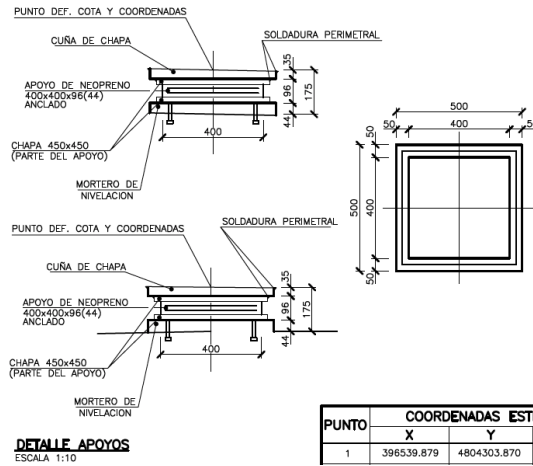 PUNTO DEF. COTA Y COORDENADAS
SOLDADURA PERIMETRAL
CUÑA DE CHAPA
APOYO DE NEOPRENO
400x400x96(44)
ANCLADO
35
96
44
175
400
CHAPA 450x450
(PARTE DEL APOYO)
MORTERO DE
NIVELACION
500
50
400
50
50
500
400
50
PUNTO DEF. COTA Y COORDENADAS
SOLDADURA PERIMETRAL
CUÑA DE CHAPA
APOYO DE NEOPRENO
400x400x96(44)
ANCLADO
35
96
44
175
400
CHAPA 450x450
(PARTE DEL APOYO)
MORTERO DE
NIVELACION
DETALLE APOYOS
ESCALA 1:10
PUNTO
COORDENADAS EST
X Y
1 396539.879 4804303.870